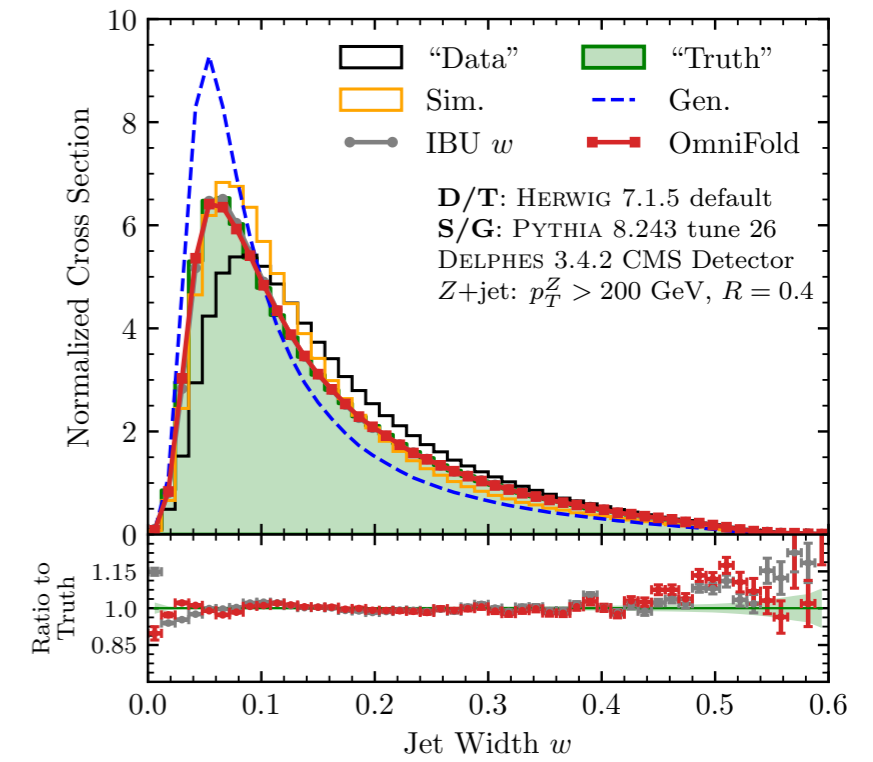 10
8
6
4
2
0
Normalized Cross Section
“Data”
“Truth”
Sim.
Gen.
IBU w
OmniFold
D/T: HERWIG 7.1.5 default
S/G: PYTHIA 8.243 tune 26
DELPHES 3.4.2 CMS Detector
Z+jet: p_T^Z > 200 GeV, R = 0.4
1.15
1.0
0.85
Ratio to
Truth
0.0 0.1 0.2 0.3 0.4 0.5 0.6
Jet Width w